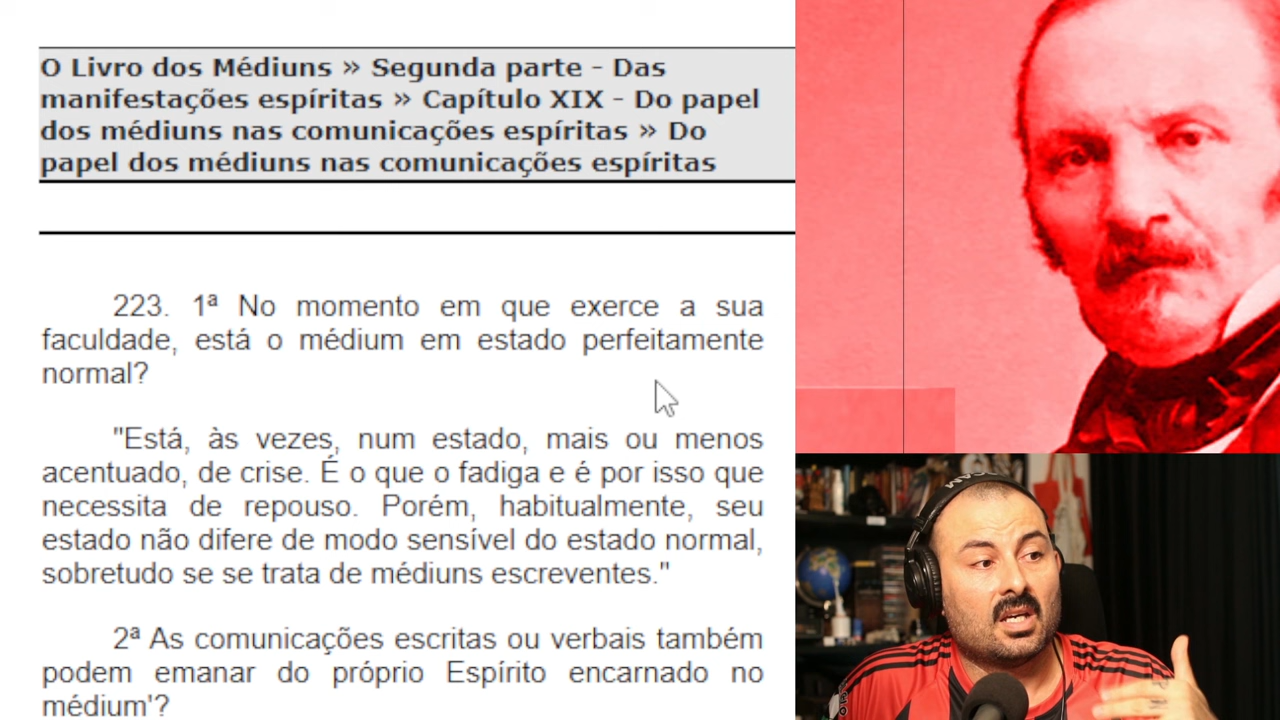 O Livro dos Médiuns » Segunda parte - Das
manifestações espíritas » Capítulo XIX - Do papel
dos médiuns nas comunicações espíritas » Do
papel dos médiuns nas comunicações espíritas
223. 1ª No momento em que exerce a sua
faculdade, está o médium em estado perfeitamente
normal?
"Está, às vezes, num estado, mais ou menos
acentuado, de crise. É o que o fadiga e é por isso que
necessita de repouso. Porém, habitualmente, seu
estado não difere de modo sensível do estado normal,
sobretudo se se trata de médiuns escreventes."
2ª As comunicações escritas ou verbais também
podem emanar do próprio Espírito encarnado no
médium'?